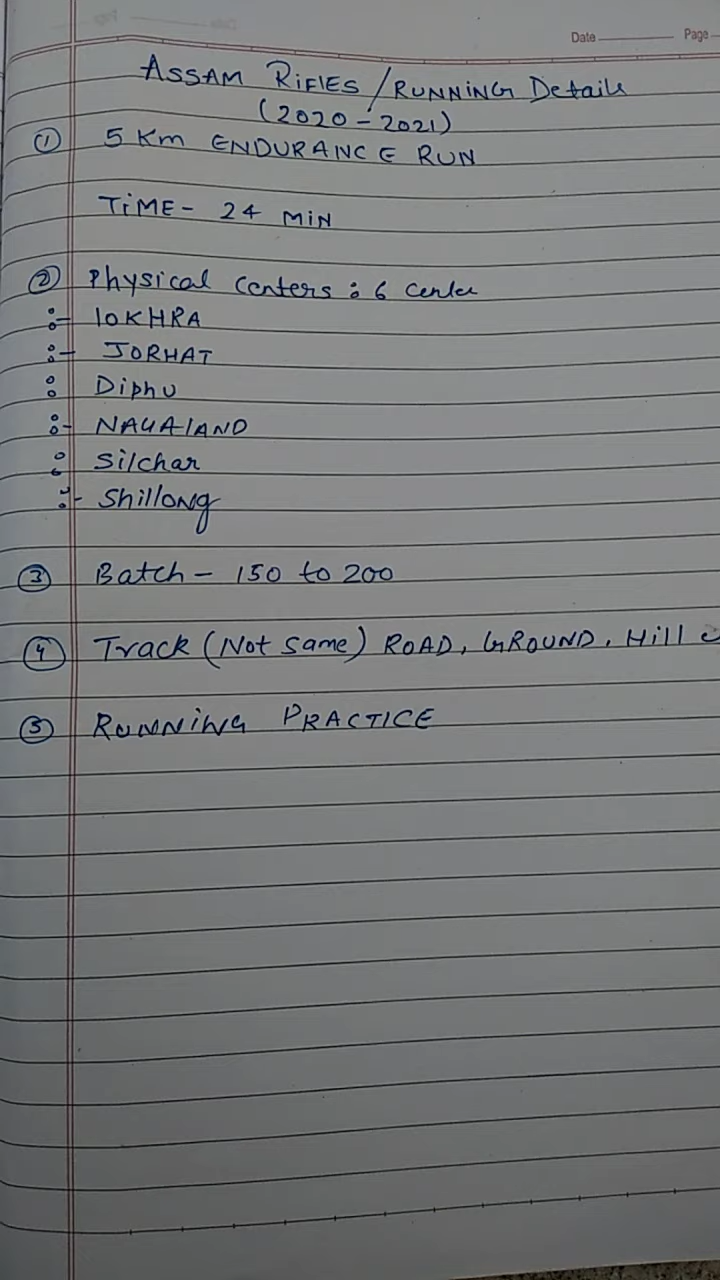 Date Page
ASSAM RIFLES / RUNNING Details
(2020-2021)
① 5 Km ENDURANCE RUN
TIME - 24 MIN
② Physical Centers : 6 Center
:- LOKHRA
:- JORHAT
: Diphu
:- NAGALAND
: Silchar
:- Shillong
③ Batch - 150 to 200
④ Track (Not same) ROAD, GROUND, Hill
⑤ RUNNING PRACTICE